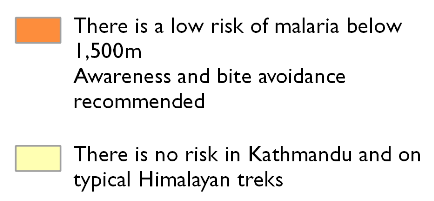 There is a low risk of malaria below
1,500m
Awareness and bite avoidance
recommended
There is no risk in Kathmandu and on
typical Himalayan treks